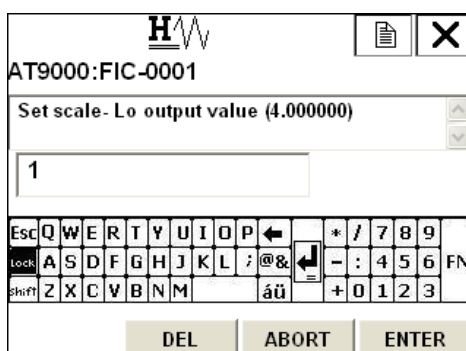 H
AT9000:FIC-0001
Set scale- Lo output value (4.000000)
1
Esc Q W E R T Y U I O P * / 7 8 9
Lock A S D F G H J K L ; @& - : 4 5 6 FN
Shift Z X C V B N M áü + 0 1 2 3
DEL ABORT ENTER